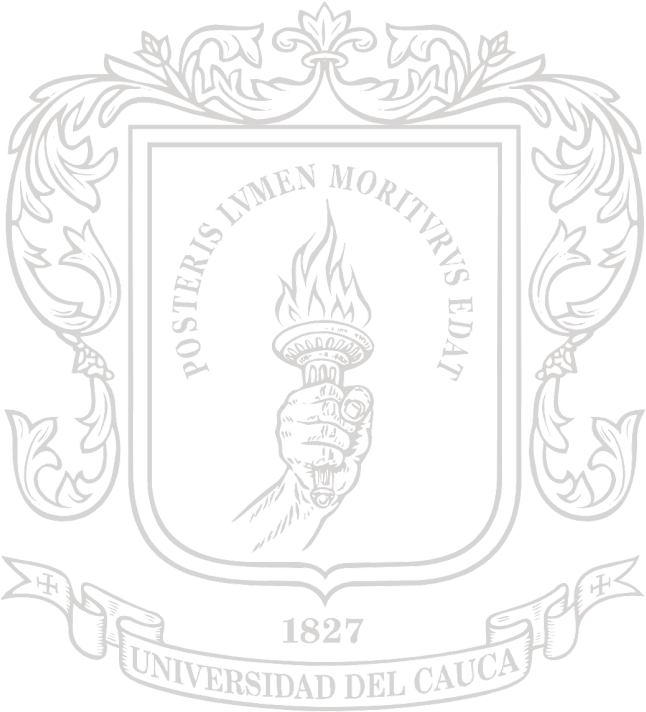 POSTERIS LVMEN MORITVRVS EDAT
1827
UNIVERSIDAD DEL CAUCA